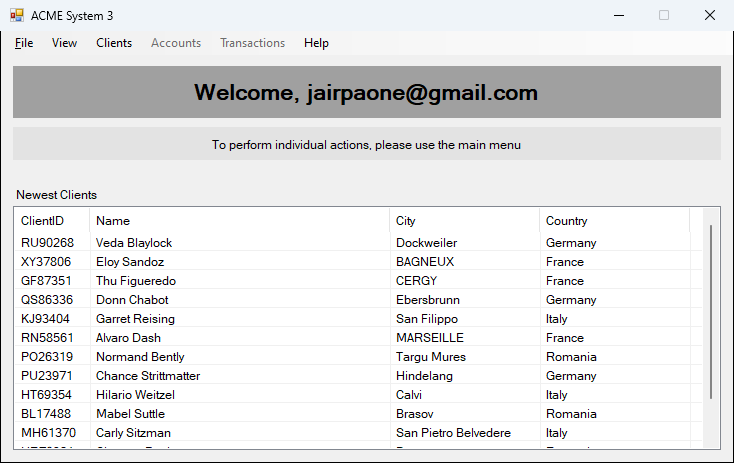 ACME System 3
File View Clients Accounts Transactions Help
Welcome, jairpaone@gmail.com
To perform individual actions, please use the main menu
Newest Clients
ClientID Name City Country
RU90268 Veda Blaylock Dockweiler Germany
XY37806 Eloy Sandoz BAGNEUX France
GF87351 Thu Figueredo CERGY France
QS86336 Donn Chabot Ebersbrunn Germany
KJ93404 Garret Reising San Filippo Italy
RN58561 Alvaro Dash MARSEILLE France
PO26319 Normand Bently Targu Mures Romania
PU23971 Chance Strittmatter Hindelang Germany
HT69354 Hilario Weitzel Calvi Italy
BL17488 Mabel Suttle Brasov Romania
MH61370 Carly Sitzman San Pietro Belvedere Italy